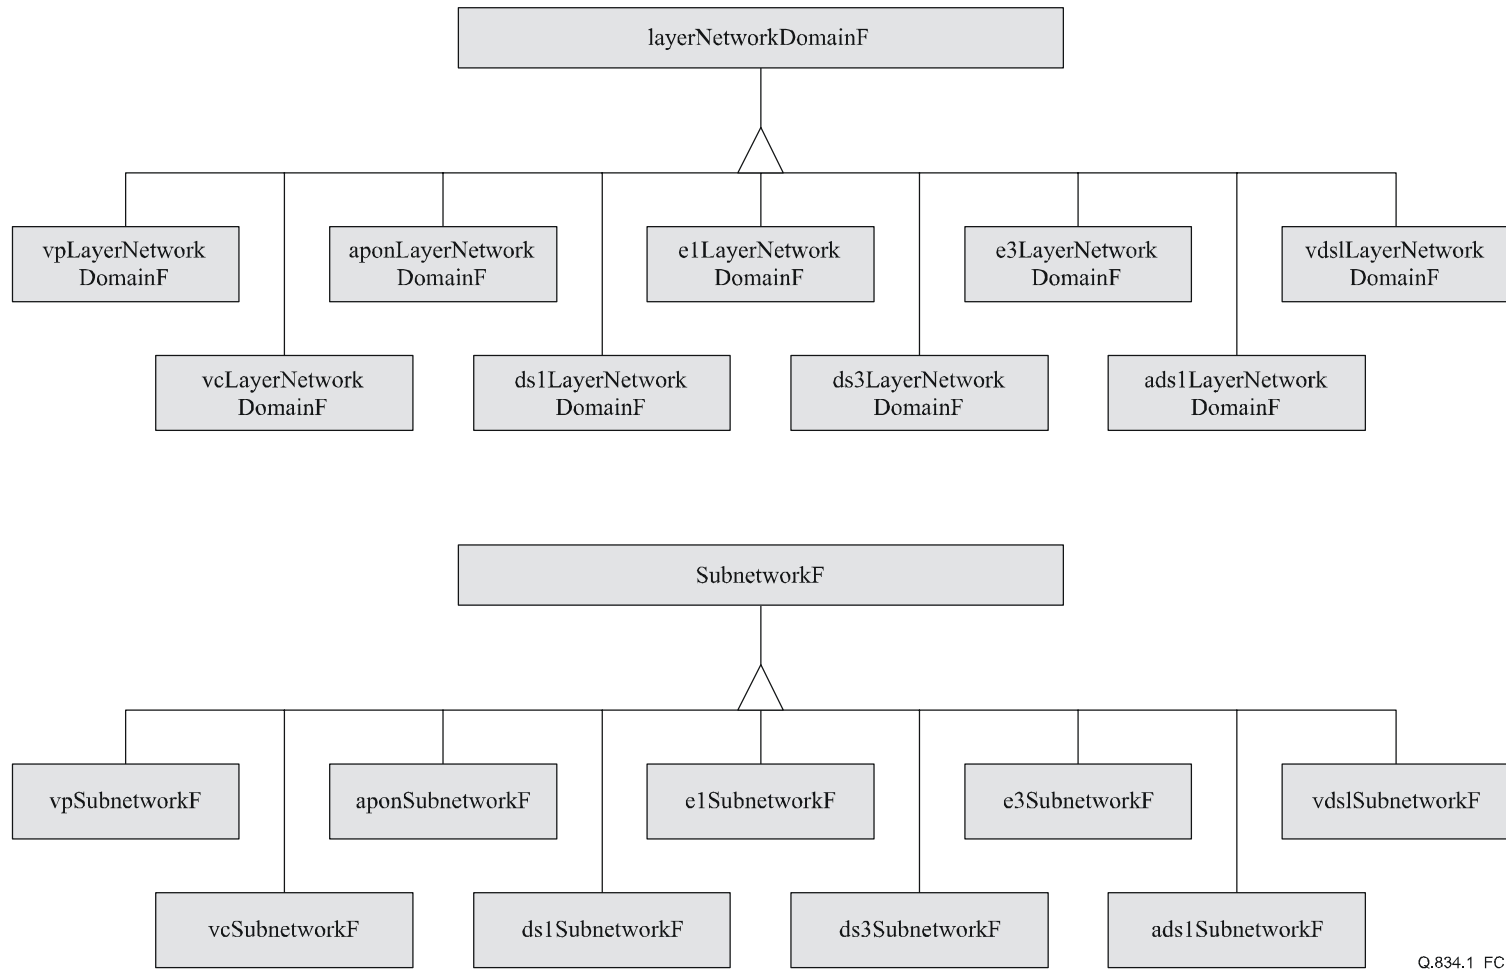 layerNetworkDomainF
vpLayerNetwork
DomainF
aponLayerNetwork
DomainF
e1LayerNetwork
DomainF
e3LayerNetwork
DomainF
vdslLayerNetwork
DomainF
vcLayerNetwork
DomainF
ds1LayerNetwork
DomainF
ds3LayerNetwork
DomainF
ads1LayerNetwork
DomainF
SubnetworkF
vpSubnetworkF
aponSubnetworkF
e1SubnetworkF
e3SubnetworkF
vdslSubnetworkF
vcSubnetworkF
ds1SubnetworkF
ds3SubnetworkF
ads1SubnetworkF
Q.834.1 FC